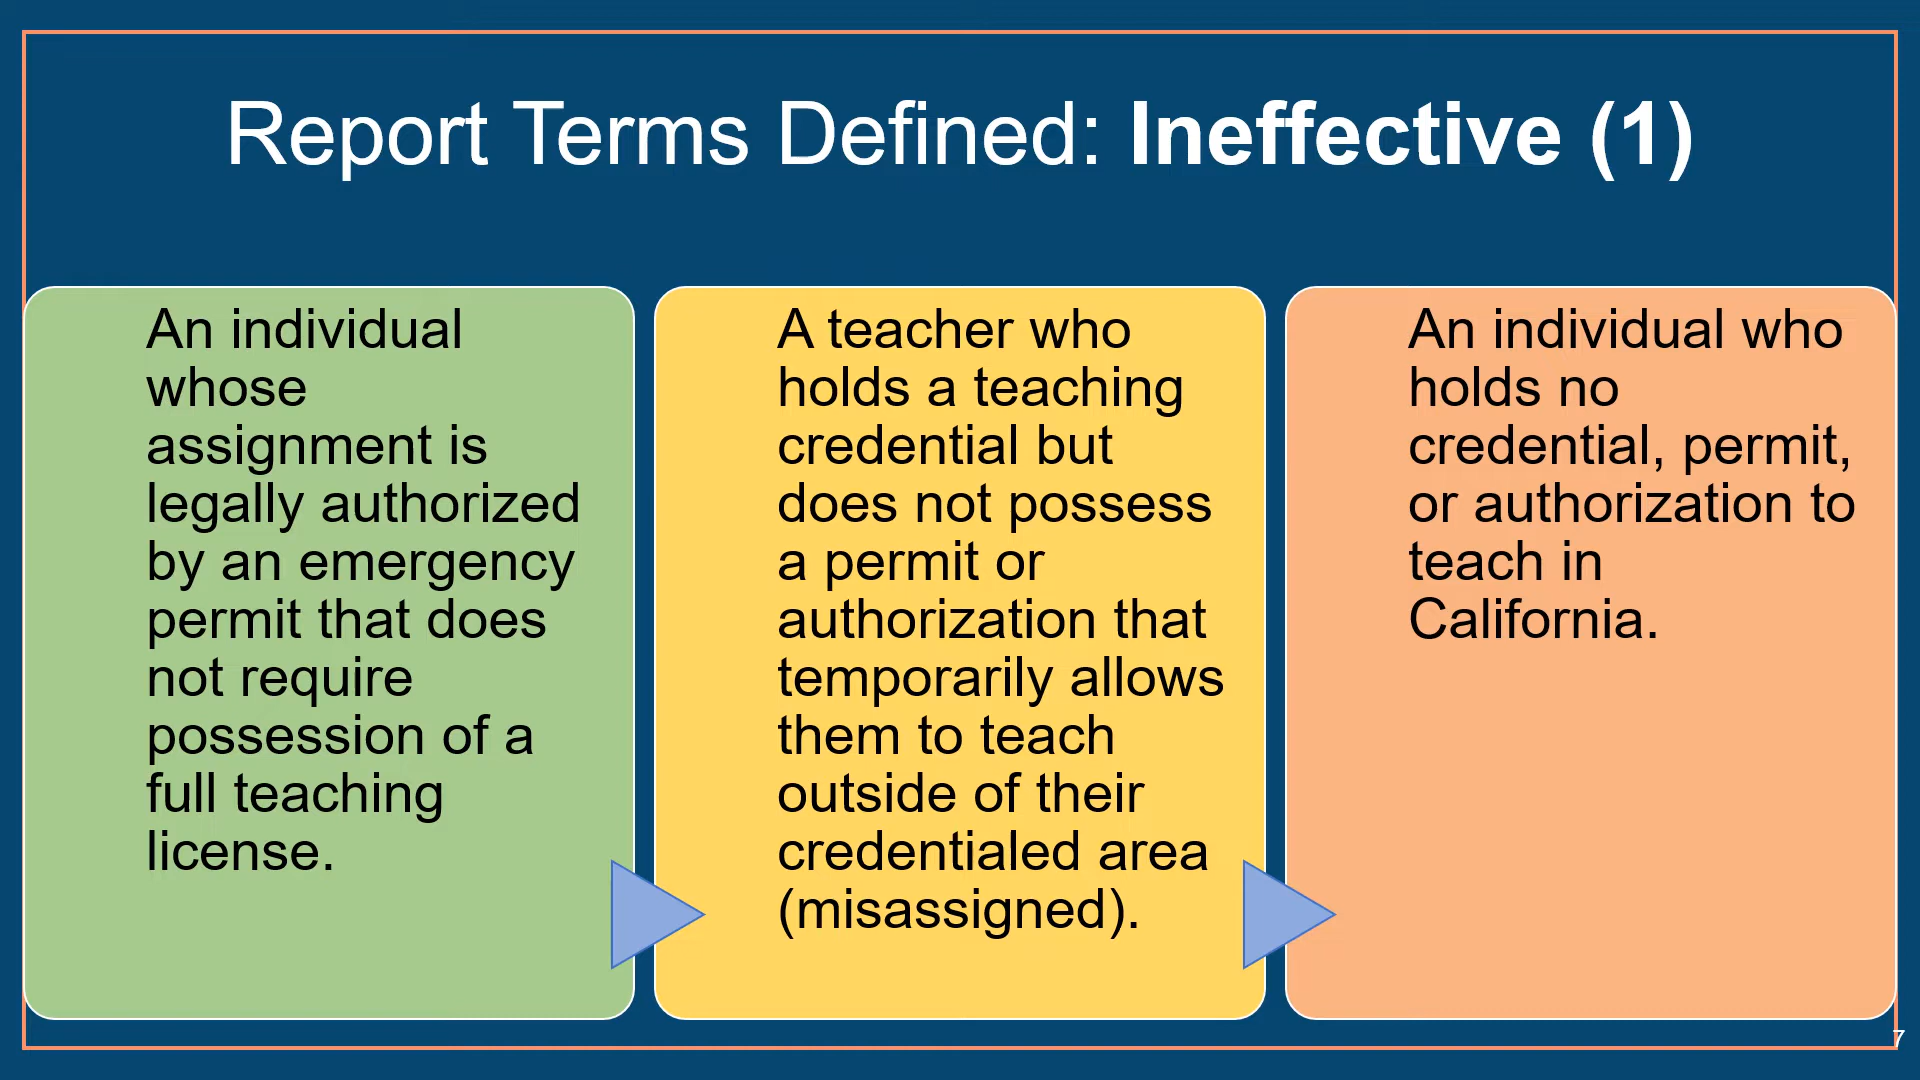 Report Terms Defined: Ineffective (1)
An individual
whose
assignment is
legally authorized
by an emergency
permit that does
not require
possession of a
full teaching
license.
A teacher who
holds a teaching
credential but
does not possess
a permit or
authorization that
temporarily allows
them to teach
outside of their
credentialed area
(misassigned).
An individual who
holds no
credential, permit,
or authorization to
teach in
California.
7